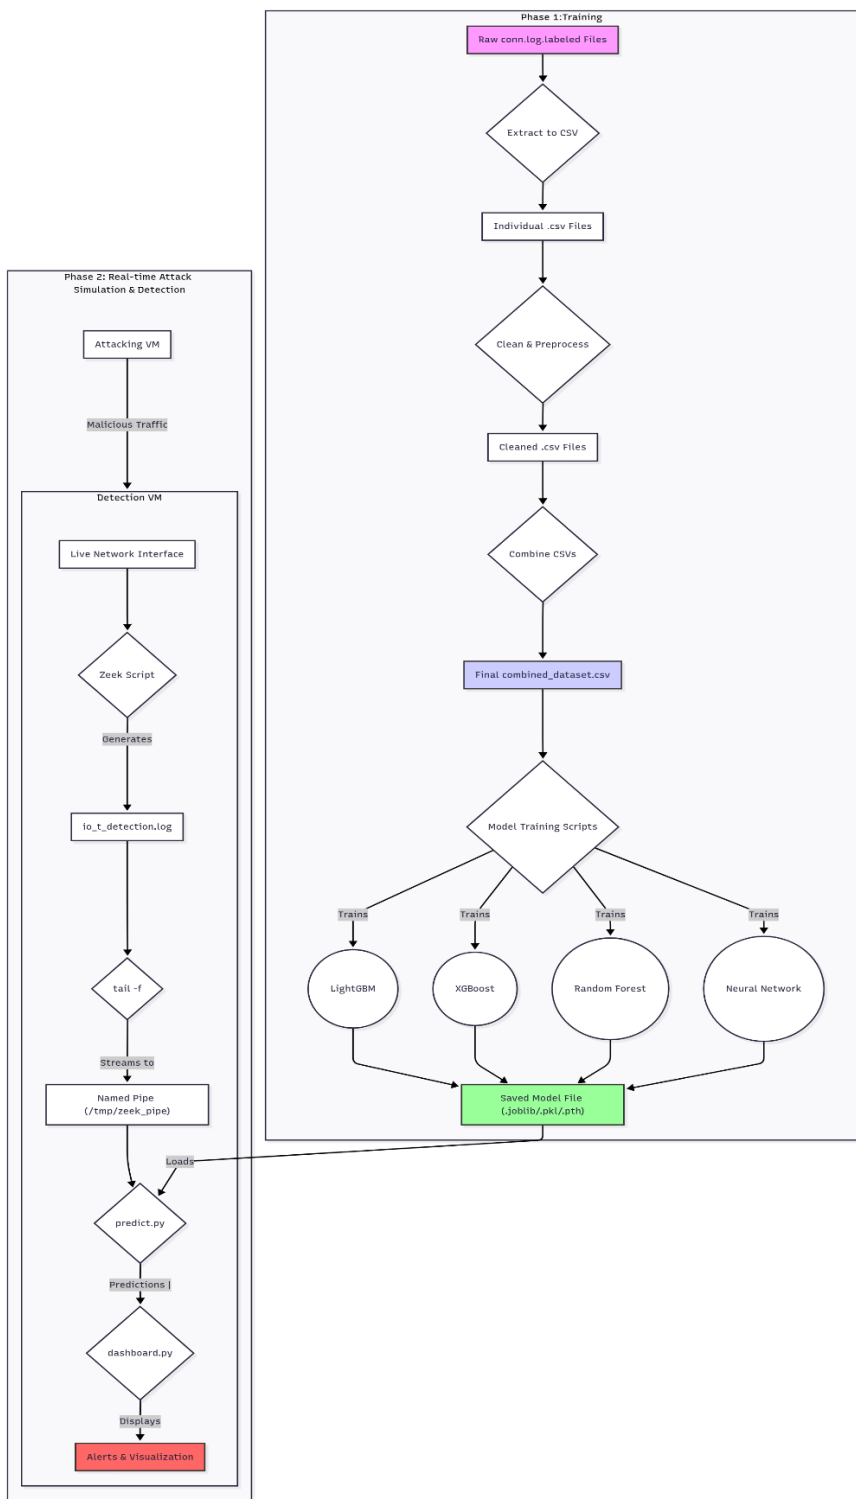 Phase 1:Training
Raw conn.log.labeled Files
Extract to CSV
Individual .csv Files
Clean & Preprocess
Cleaned .csv Files
Combine CSVs
Final combined_dataset.csv
Model Training Scripts
Trains
Trains
Trains
Trains
LightGBM
XGBoost
Random Forest
Neural Network
Saved Model File
(.joblib/.pkl/.pth)
Phase 2: Real-time Attack
Simulation & Detection
Attacking VM
Malicious Traffic
Detection VM
Live Network Interface
Zeek Script
Generates
io_t_detection.log
tail -f
Streams to
Named Pipe
(/tmp/zeek_pipe)
Loads
predict.py
Predictions |
dashboard.py
Displays
Alerts & Visualization